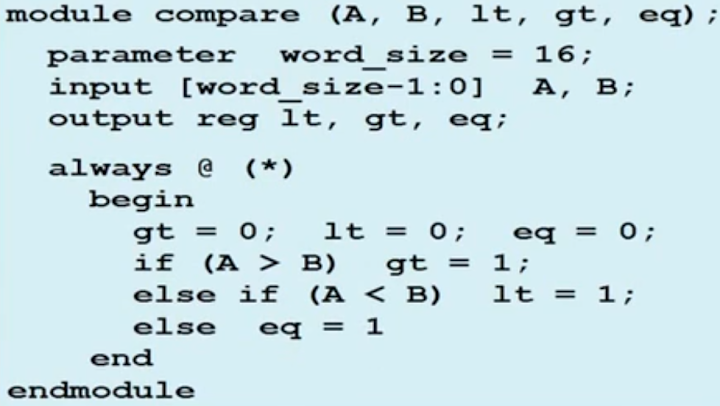 module compare (A, B, lt, gt, eq);
parameter word_size = 16;
input [word_size-1:0] A, B;
output reg lt, gt, eq;
always @ (*)
begin
gt = 0; lt = 0; eq = 0;
if (A > B) gt = 1;
else if (A < B) lt = 1;
else eq = 1
end
endmodule